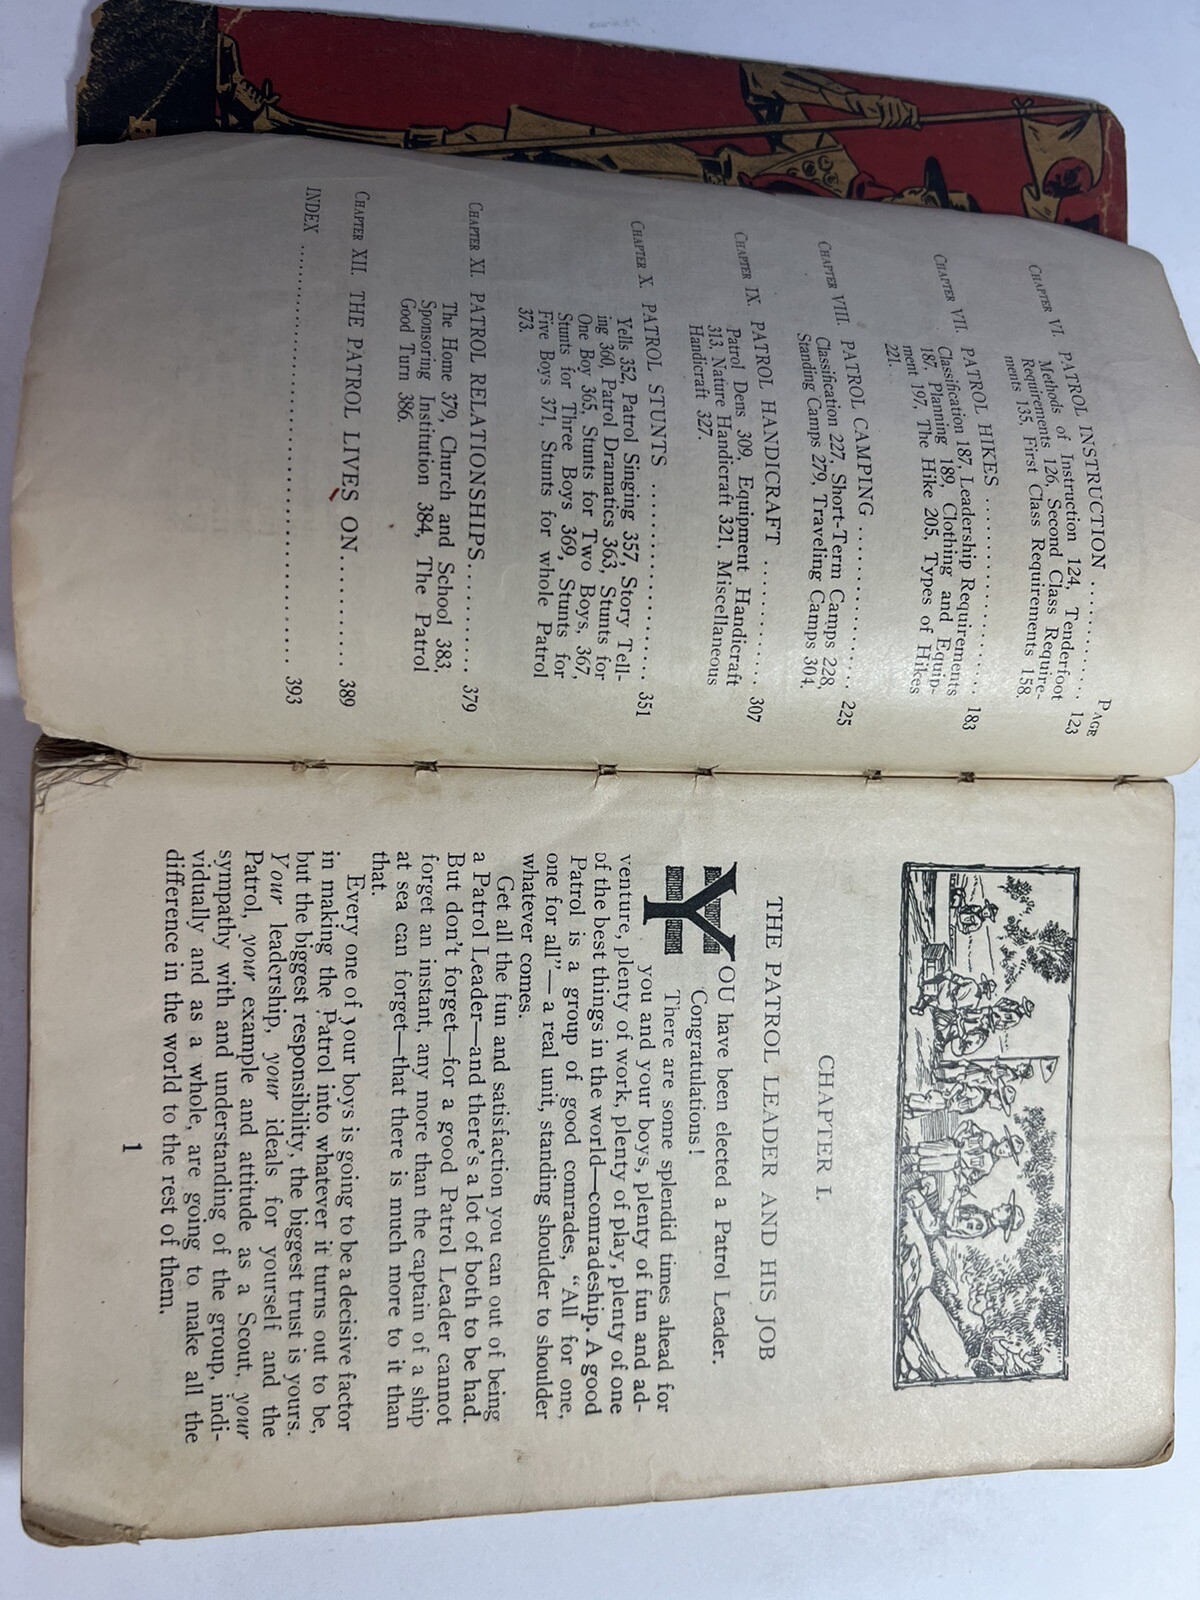 PAGE
CHAPTER VI. PATROL INSTRUCTION .......... 123
Methods of Instruction 124, Tenderfoot
Requirements 126, Second Class Require-
ments 135, First Class Requirements 158.
CHAPTER VII. PATROL HIKES .......... 183
Classification 187, Leadership Requirements
187, Planning 189, Clothing and Equip-
ment 197, The Hike 205, Types of Hikes
221.
CHAPTER VIII. PATROL CAMPING .......... 225
Classification 227, Short-Term Camps 228,
Standing Camps 279, Traveling Camps 304.
CHAPTER IX. PATROL HANDICRAFT .......... 307
Patrol Dens 309, Equipment Handicraft
313, Nature Handicraft 321, Miscellaneous
Handicraft 327.
CHAPTER X. PATROL STUNTS .......... 351
Yells 352, Patrol Singing 357, Story Tell-
ing 360, Patrol Dramatics 363, Stunts for
One Boy 365, Stunts for Two Boys, 367,
Stunts for Three Boys 369, Stunts for
Five Boys 371, Stunts for whole Patrol
373.
CHAPTER XI. PATROL RELATIONSHIPS.......... 379
The Home 379, Church and School 383,
Sponsoring Institution 384, The Patrol
Good Turn 386.
CHAPTER XII. THE PATROL LIVES ON.......... 389
INDEX .......... 393
CHAPTER I.
THE PATROL LEADER AND HIS JOB
YOU have been elected a Patrol Leader.
Congratulations!
There are some splendid times ahead for
you and your boys, plenty of fun and ad-
venture, plenty of work, plenty of play, plenty of one
of the best things in the world—comradeship. A good
Patrol is a group of good comrades, "All for one,
one for all"— a real unit, standing shoulder to shoulder
whatever comes.
Get all the fun and satisfaction you can out of being
a Patrol Leader—and there's a lot of both to be had.
But don't forget—for a good Patrol Leader cannot
forget an instant, any more than the captain of a ship
at sea can forget—that there is much more to it than
that.
Every one of your boys is going to be a decisive factor
in making the Patrol into whatever it turns out to be,
but the biggest responsibility, the biggest trust is yours.
Your leadership, your ideals for yourself and the
Patrol, your example and attitude as a Scout, your
sympathy with and understanding of the group, indi-
vidually and as a whole, are going to make all the
difference in the world to the rest of them.
1